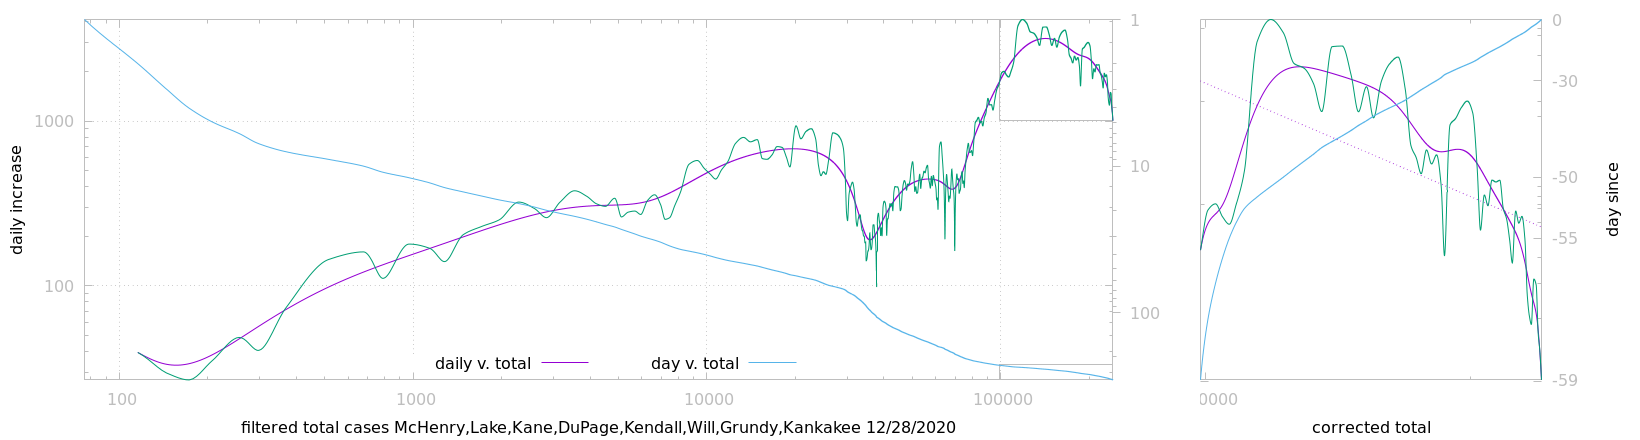 1000
100
daily increase
1
10
100
daily v. total
day v. total
100
1000
10000
100000
filtered total cases McHenry,Lake,Kane,DuPage,Kendall,Will,Grundy,Kankakee 12/28/2020
0
-30
-50
-55
-59
day since
0000
corrected total